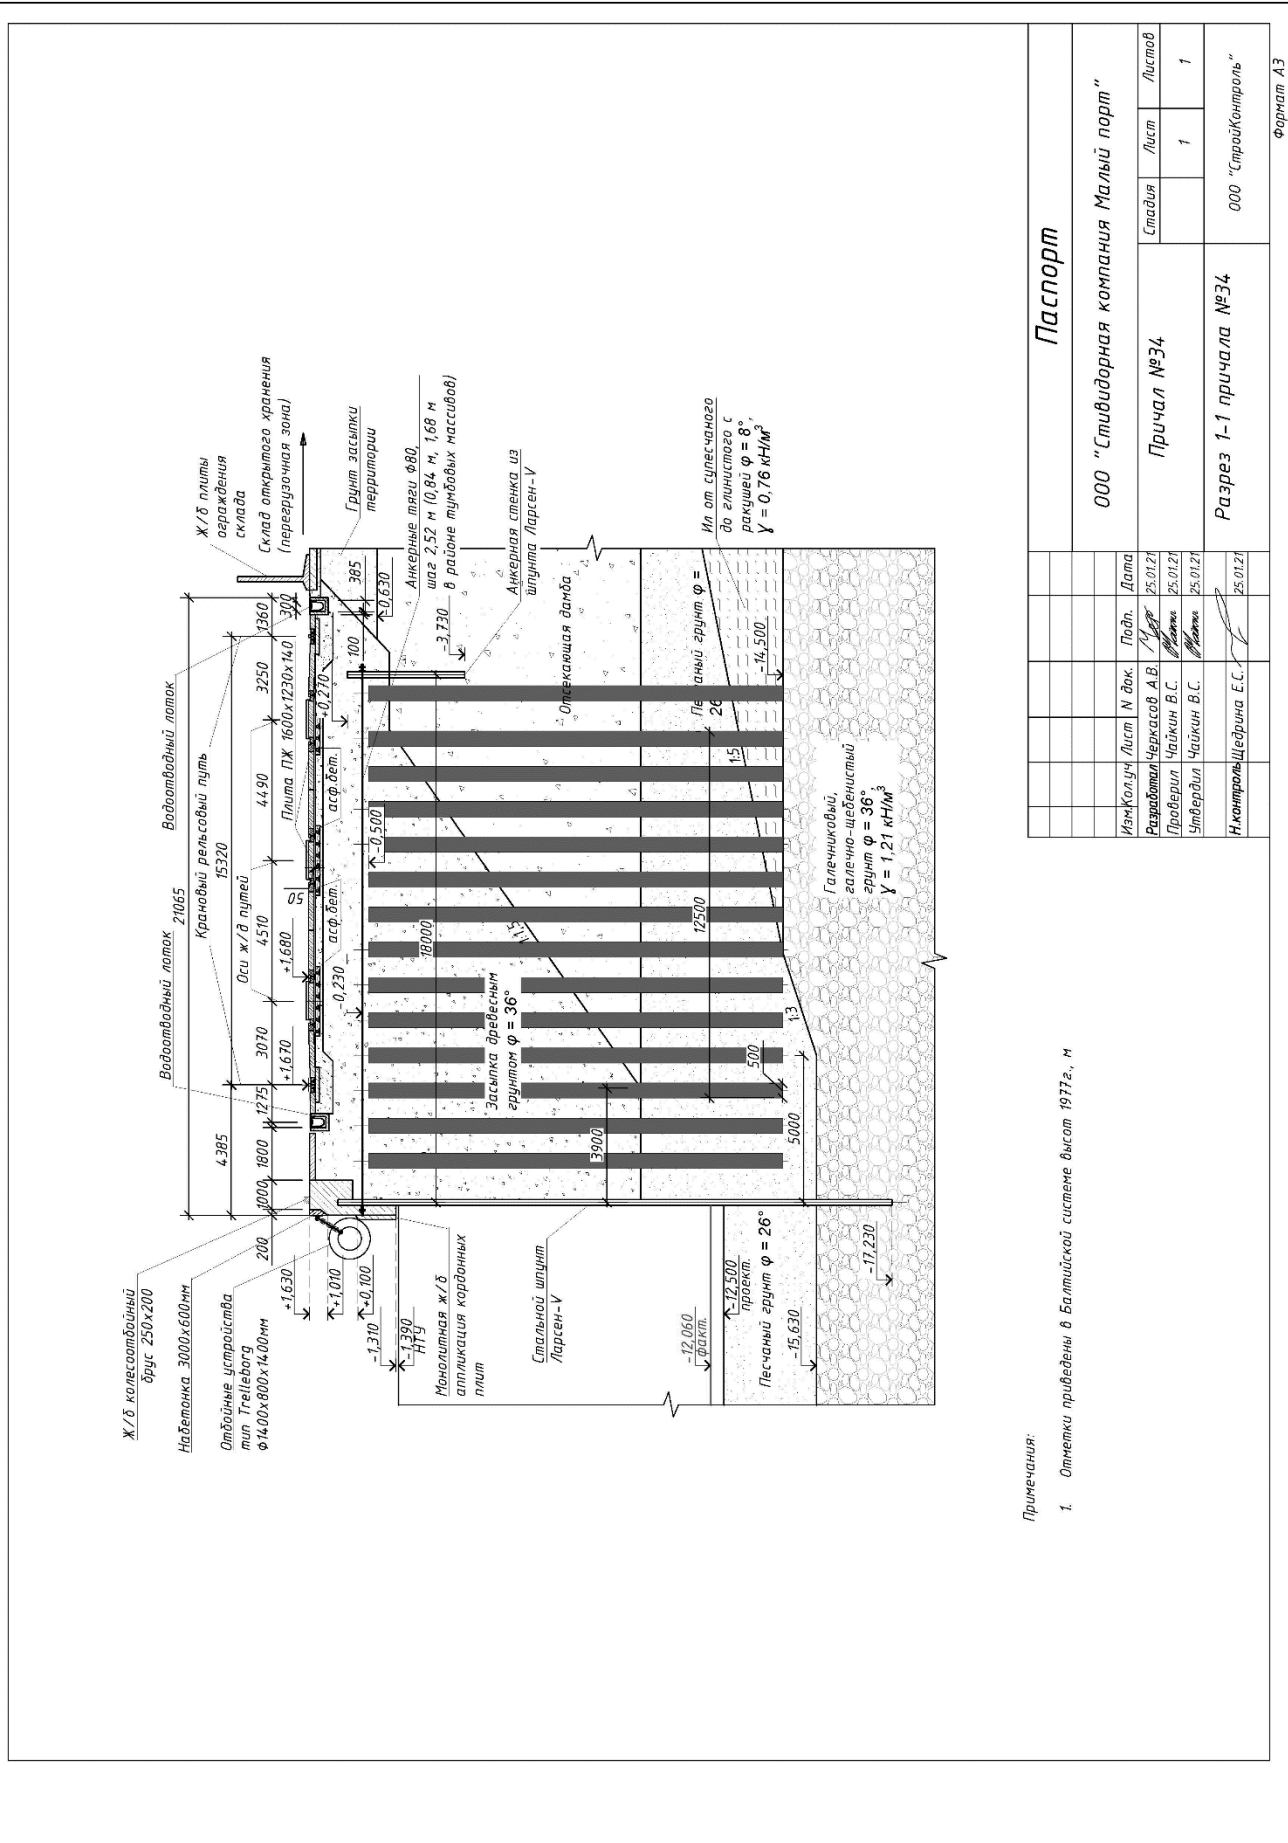 Ж/б колесоотбойный
брус 250х200
Набетонка 3000х600мм
Отбойные устройства
тип Trelleborg
ф1400х800х1400мм
Водоотводный лоток
Водоотводный лоток
21065
Крановый рельсовый путь
15320
4385
Оси ж/д путей
200
1000
1800
1275
3070
4510
4490
3250
1360
300
Ж/б плиты
ограждения
склада
Склад открытого хранения
(перегрузочная зона)
+1,630
+1,010
+0,100
-1,310
-1,390
НТУ
+1,670
+1,680
50
Плита ПЖ 1600х1230х140
асф.бет.
асф.бет.
+0,270
100
385
-0,630
-0,230
-0,500
Грунт засыпки
территории
Анкерные тяги ф80,
шаг 2,52 м (0,84 м, 1,68 м
в районе тумбовых массивов)
-3,730
Анкерная стенка из
шпунта Ларсен-V
Монолитная ж/б
аппликация кордонных
плит
18000
Засыпка древесным
грунтом φ = 36°
1:1,5
Отсекающая дамба
Стальной шпунт
Ларсен-V
3900
12500
500
5000
1:5
1:3
Песчаный грунт φ =
26
Ил от супесчаного
до глинистого с
ракушей φ = 8°,
γ = 0,76 кН/м³
-14,500
-12,060
факт.
-12,500
проект.
Песчаный грунт φ = 26°
-15,630
-17,230
Галечниковый,
галечно-щебенистый
грунт φ = 36°,
γ = 1,21 кН/м³
Примечания:
1. Отметки приведены в Балтийской системе высот 1977г., м
Паспорт
ООО "Стивидорная компания Малый порт"
Изм. Кол.уч Лист N док. Подп. Дата
Разработал Черкасов А.В. 25.01.21
Проверил Чайкин В.С. 25.01.21
Утвердил Чайкин В.С. 25.01.21
Н.контроль Щедрина Е.С. 25.01.21
Причал №34
Стадия Лист Листов
1 1
Разрез 1-1 причала №34
ООО "СтройКонтроль"
Формат А3